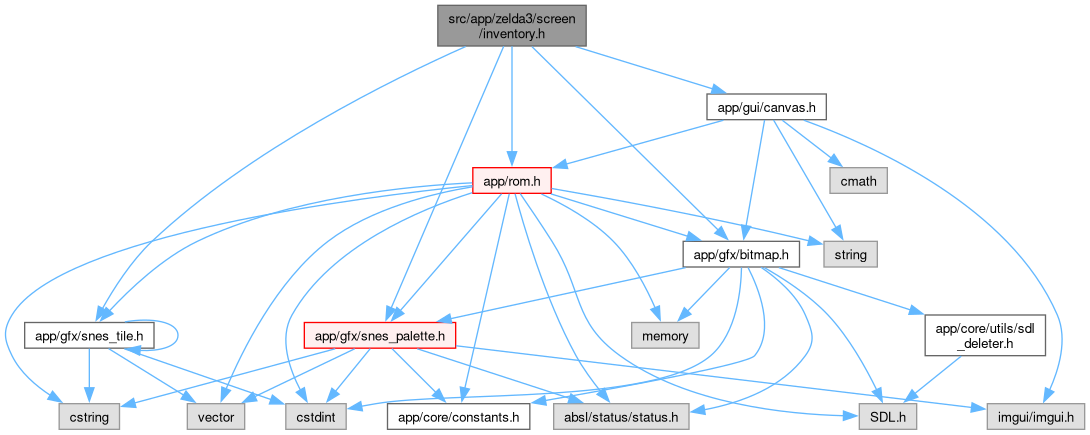 src/app/zelda3/screen
/inventory.h
app/gui/canvas.h
app/rom.h
cmath
app/gfx/bitmap.h
string
app/gfx/snes_tile.h
app/gfx/snes_palette.h
memory
app/core/utils/sdl
_deleter.h
cstring
vector
cstdint
app/core/constants.h
absl/status/status.h
SDL.h
imgui/imgui.h